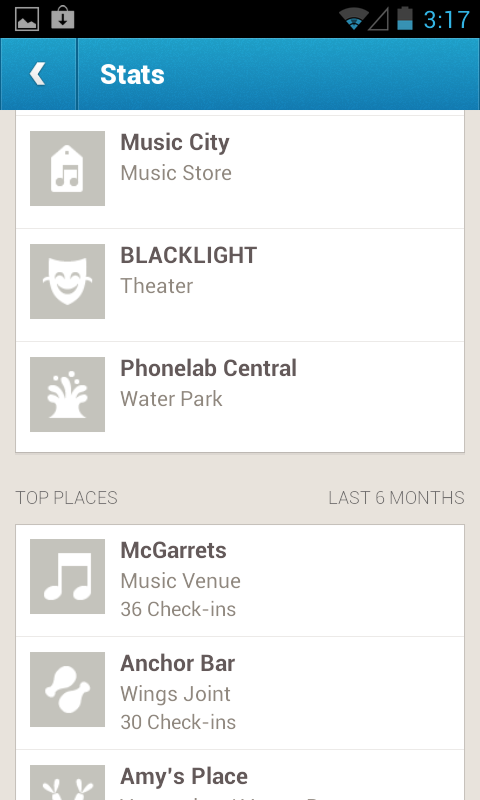 3:17
Stats
Music City
Music Store
BLACKLIGHT
Theater
Phonelab Central
Water Park
TOP PLACES LAST 6 MONTHS
McGarrets
Music Venue
36 Check-ins
Anchor Bar
Wings Joint
30 Check-ins
Amy's Place